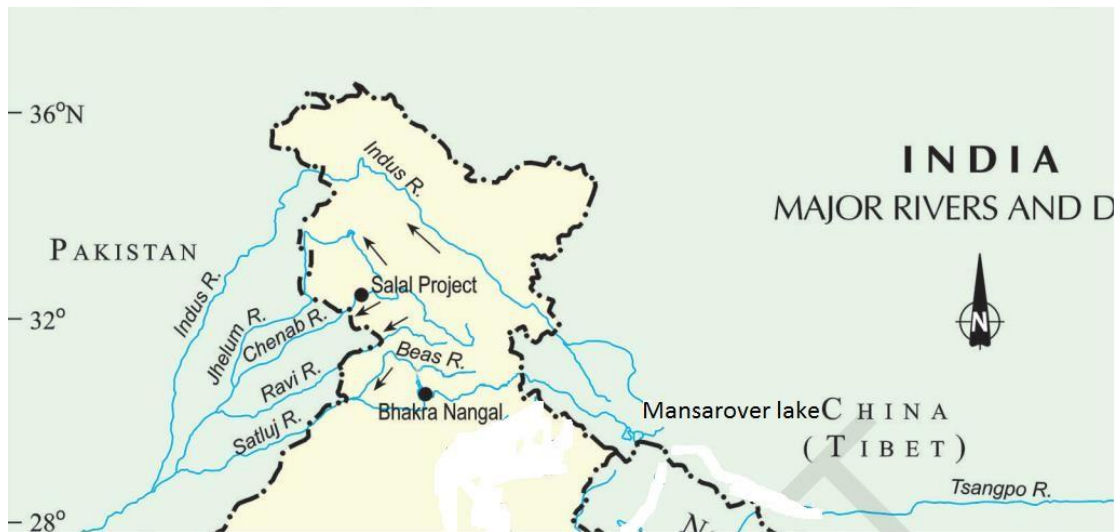 36°N
INDIA
MAJOR RIVERS AND D
Indus R.
PAKISTAN
Indus R.
Salal Project
N
32°
Jhelum R.
Chenab R.
Beas R.
Ravi R.
Bhakra Nangal
Mansarover lake
CHINA
(TIBET)
Satluj R.
Tsangpo R.
28°